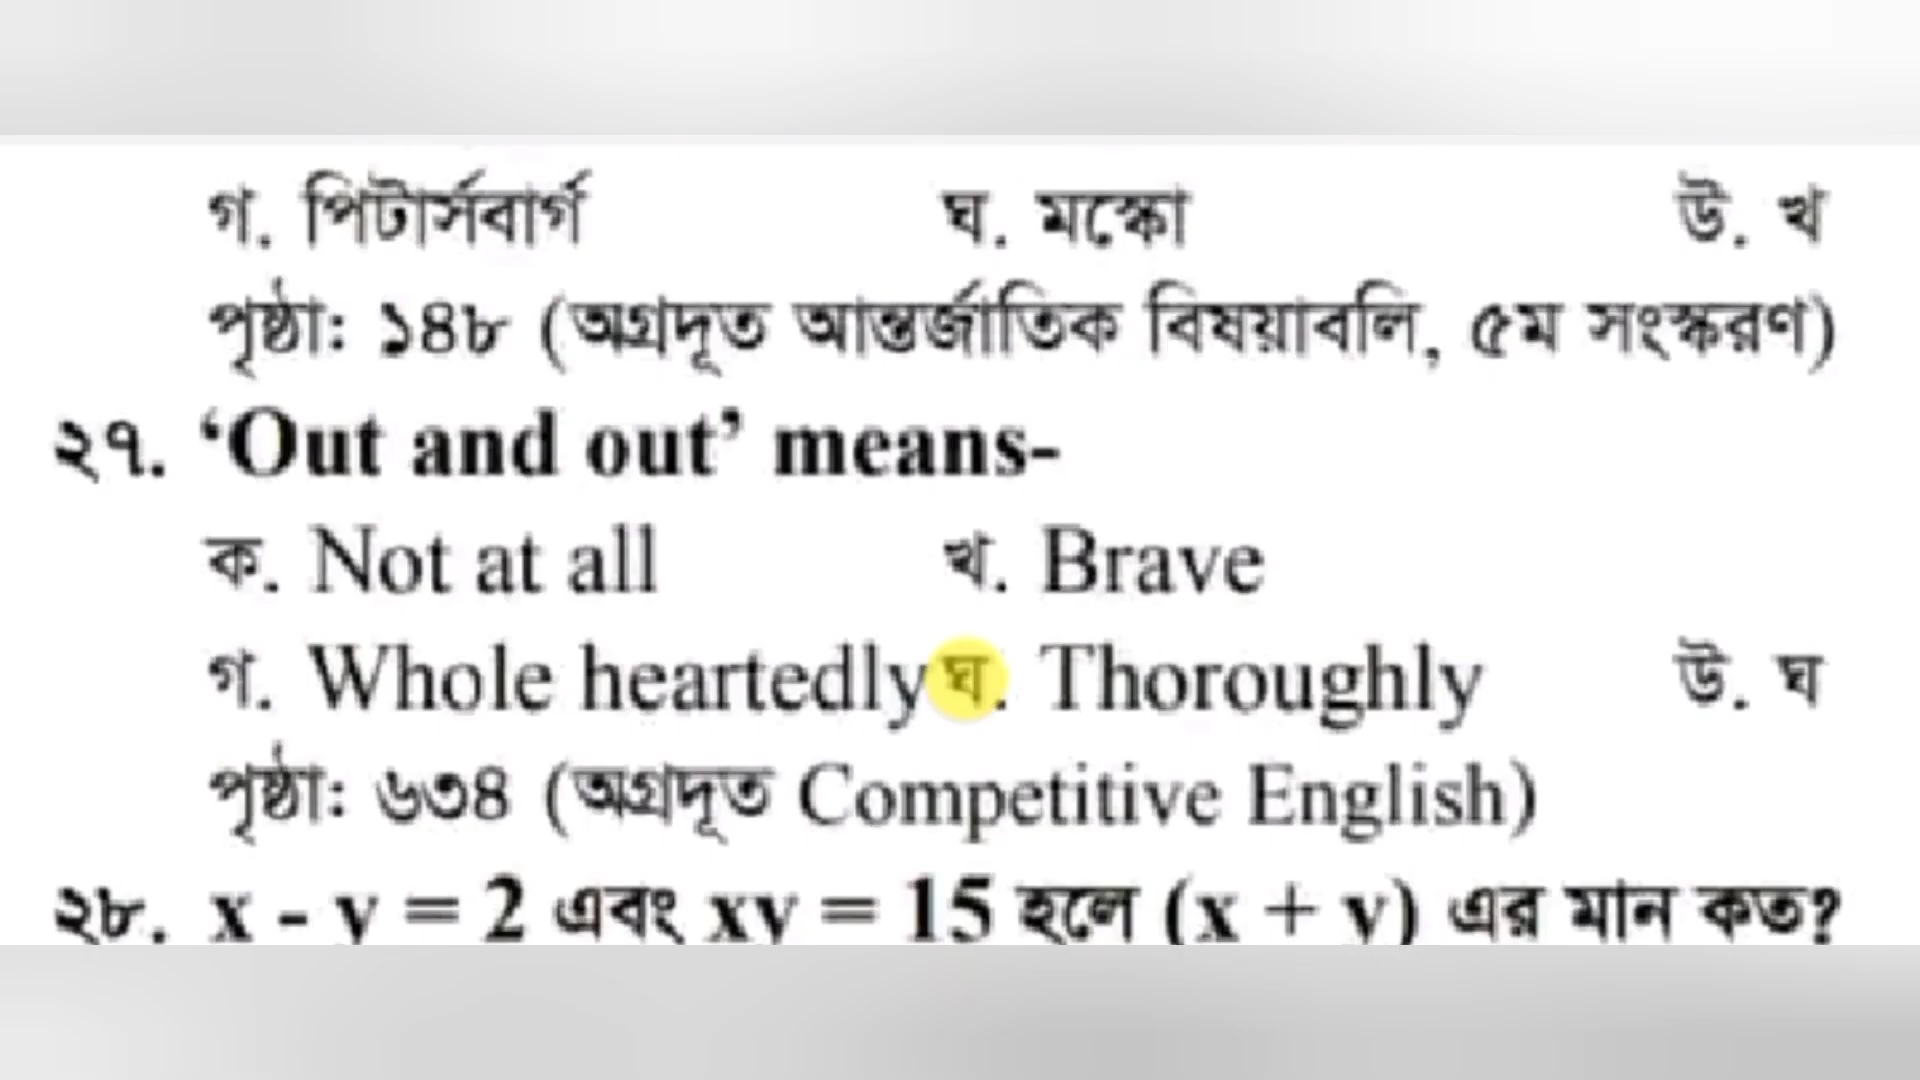 গ. পিটার্সবার্গ ঘ. মস্কো উ. খ
পৃষ্ঠা: ১৪৮ (অগ্রদূত আন্তর্জাতিক বিষয়াবলি, ৫ম সংস্করণ)
২৭. ‘Out and out’ means-
ক. Not at all খ. Brave
গ. Whole heartedly ঘ. Thoroughly উ. ঘ
পৃষ্ঠা: ৬৩৪ (অগ্রদূত Competitive English)
২৮. x - y = 2 এবং xy = 15 হলে (x + y) এর মান কত?